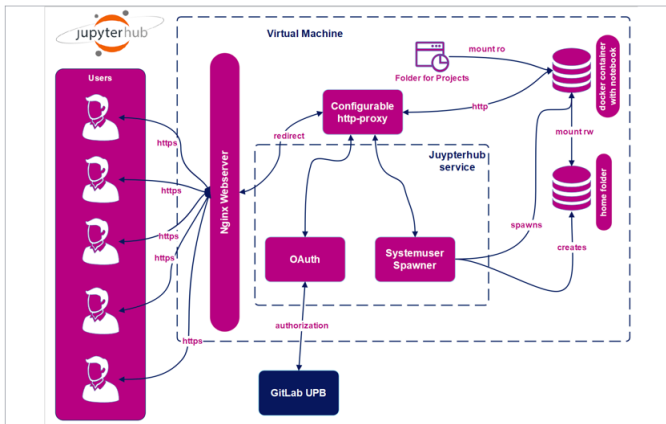 jupyterhub
Users
https
https
https
https
https
Virtual Machine
Nginx Webserver
redirect
Folder for Projects
mount ro
Configurable
http-proxy
http
docker container
with notebook
mount rw
home folder
Juypterhub
service
OAuth
Systemuser
Spawner
spawns
creates
authorization
GitLab UPB